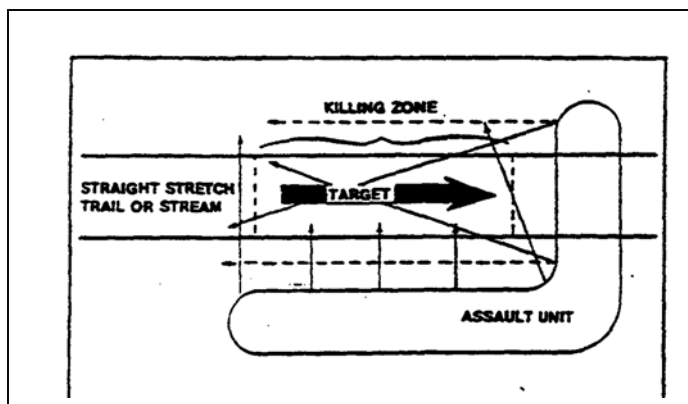 KILLING ZONE
STRAIGHT STRETCH
TRAIL OR STREAM
TARGET
ASSAULT UNIT